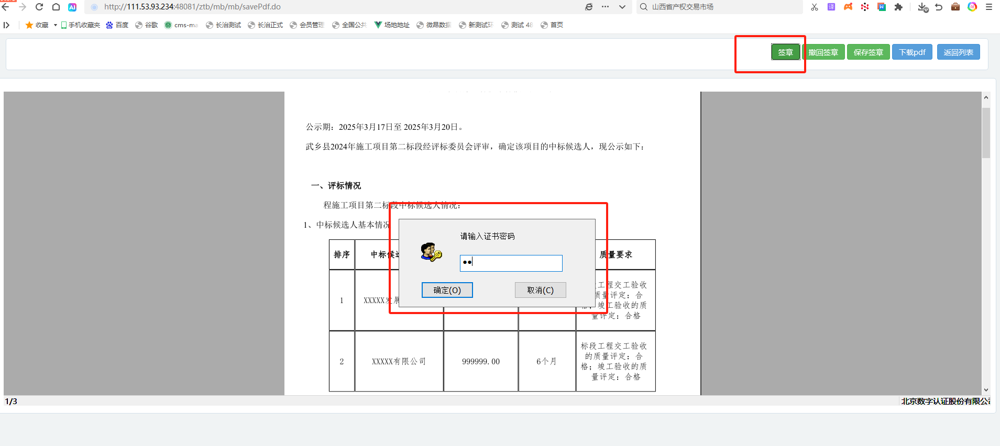 http://111.53.93.234:48081/ztb/mb/mb/savePdf.do
山西省产权交易市场
收藏 手机收藏夹 百度 谷歌 cms-ma 长治测试 长治正式 会员管理 全国公共 场地地址 微昂数据 新测试环 测试 48 首页
签章 撤回签章 保存签章 下载pdf 返回列表
公示期：2025年3月17日至 2025年3月20日。
武乡县2024年施工项目第二标段经评标委员会评审，确定该项目的中标候选人，现公示如下：
一、评标情况
程施工项目第二标段中标候选人情况：
1、中标候选人基本情况
请输入证书密码
确定(O) 取消(C)
排序 中标候选 质量要求
1 XXXXX发展 工程交工验收
质量评定：合
格；竣工验收的质
量评定：合格
2 XXXXX有限公司 999999.00 6个月 标段工程交工验收
的质量评定：合
格；竣工验收的质
量评定：合格
1/3 北京数字认证股份有限公司